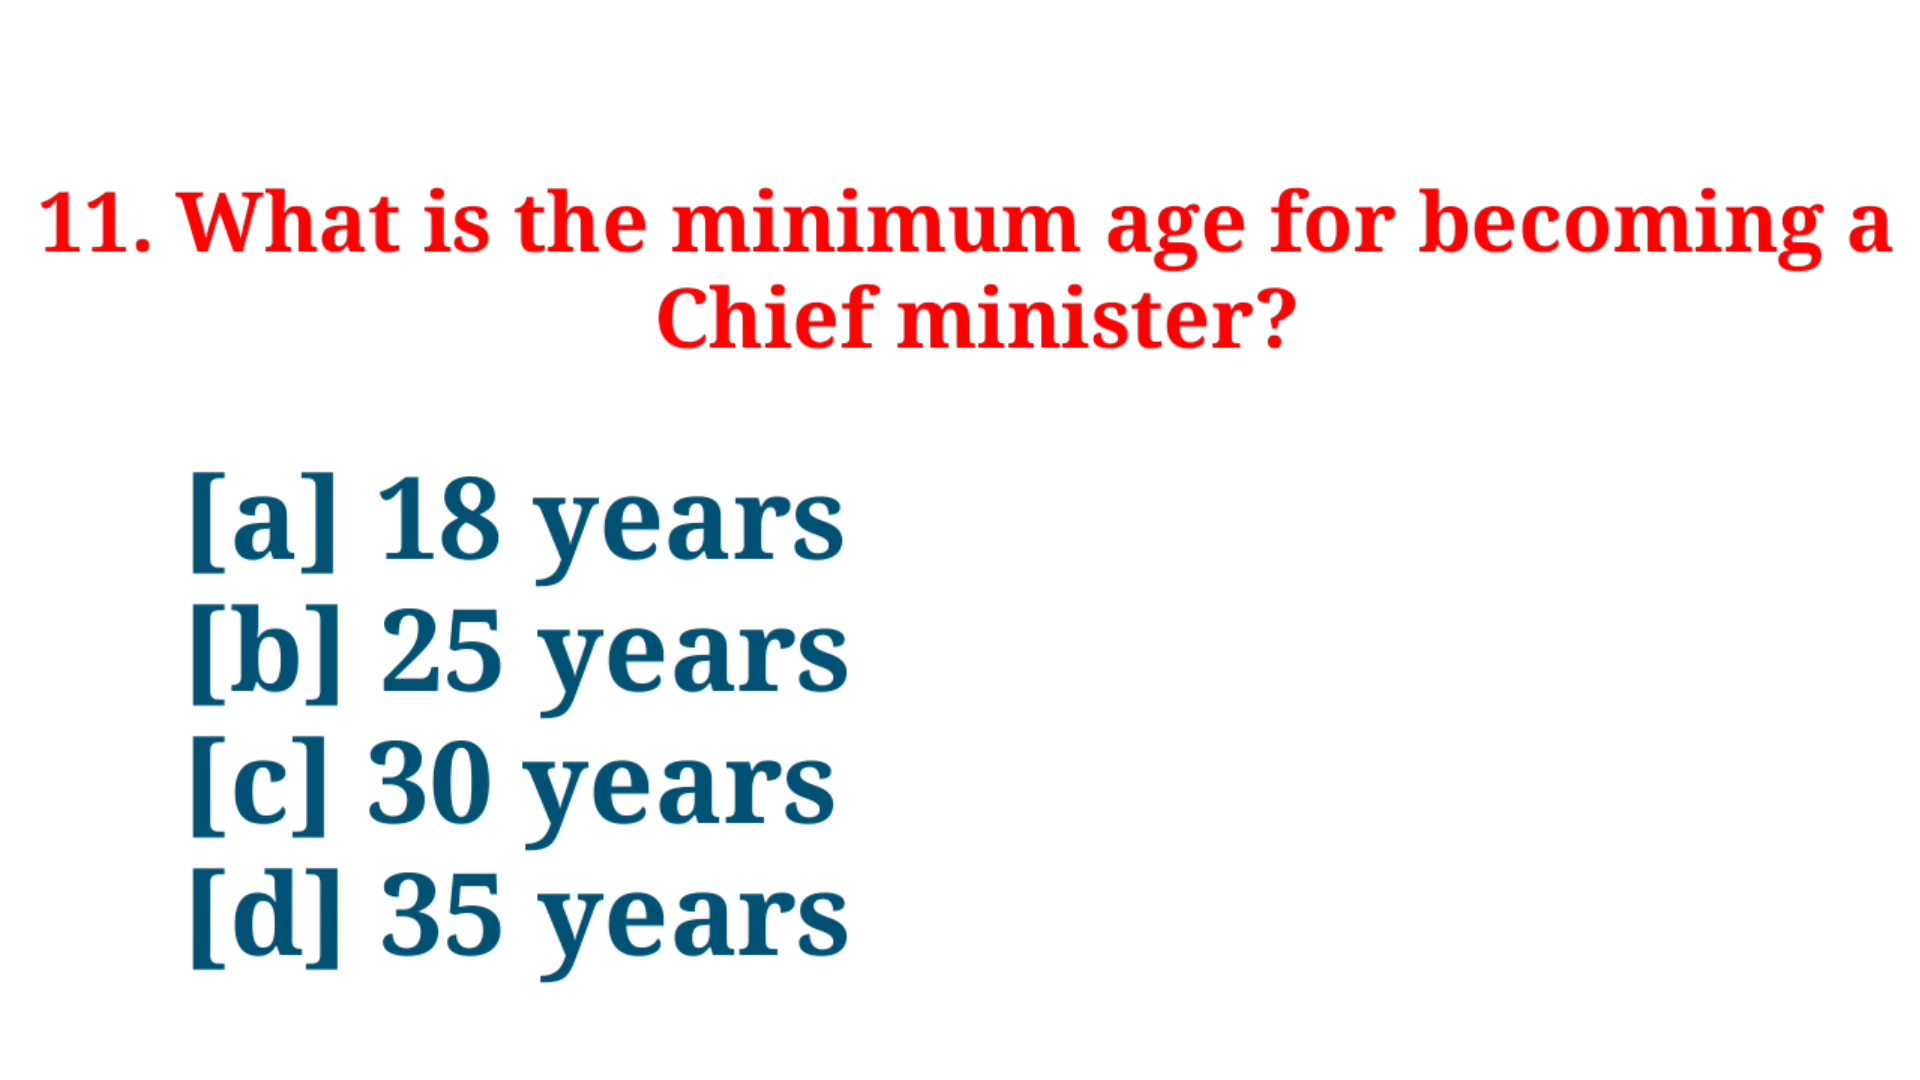 11. What is the minimum age for becoming a
Chief minister?
[a] 18 years
[b] 25 years
[c] 30 years
[d] 35 years